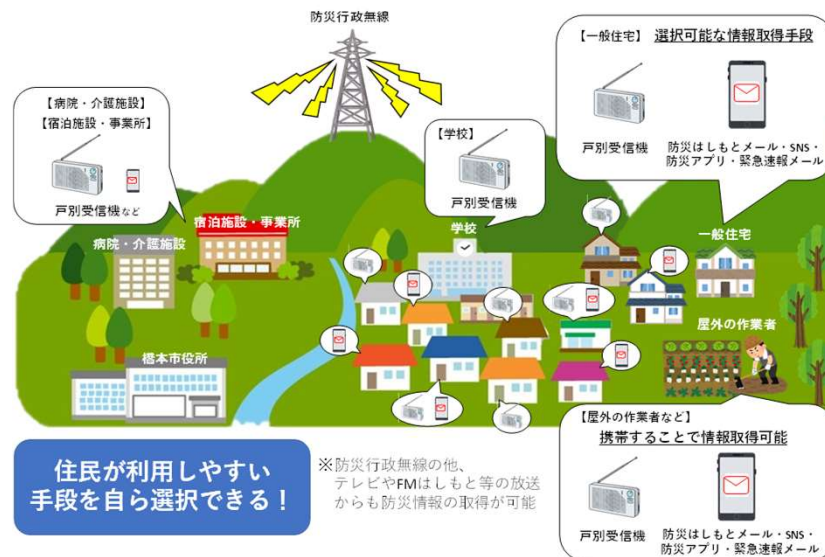 防災行政無線
【病院・介護施設】
【宿泊施設・事業所】
戸別受信機など
【学校】
戸別受信機
【一般住宅】 選択可能な情報取得手段
戸別受信機
防災はしもとメール・SNS・
防災アプリ・緊急速報メール
宿泊施設・事業所
病院・介護施設
学校
一般住宅
屋外の作業者
橋本市役所
【屋外の作業者など】
携帯することで情報取得可能
戸別受信機
防災はしもとメール・SNS・
防災アプリ・緊急速報メール
住民が利用しやすい
手段を自ら選択できる！
※防災行政無線の他、
テレビやFMはしもと等の放送
からも防災情報の取得が可能